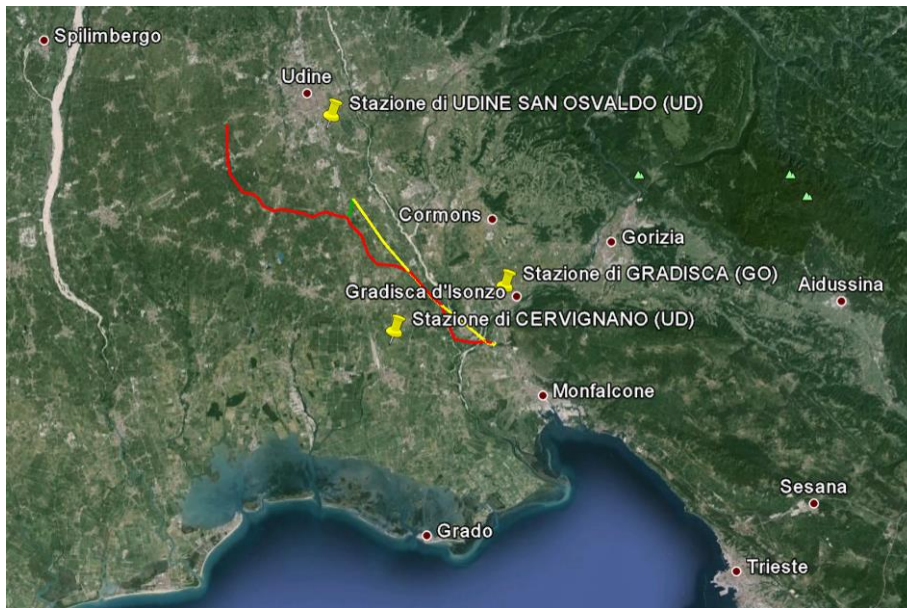 Spilimbergo
Udine
Stazione di UDINE SAN OSVALDO (UD)
Cormons
Gorizia
Stazione di GRADISCA (GO)
Aidussina
Gradisca d'Isonzo
Stazione di CERVIGNANO (UD)
Monfalcone
Sesana
Grado
Trieste